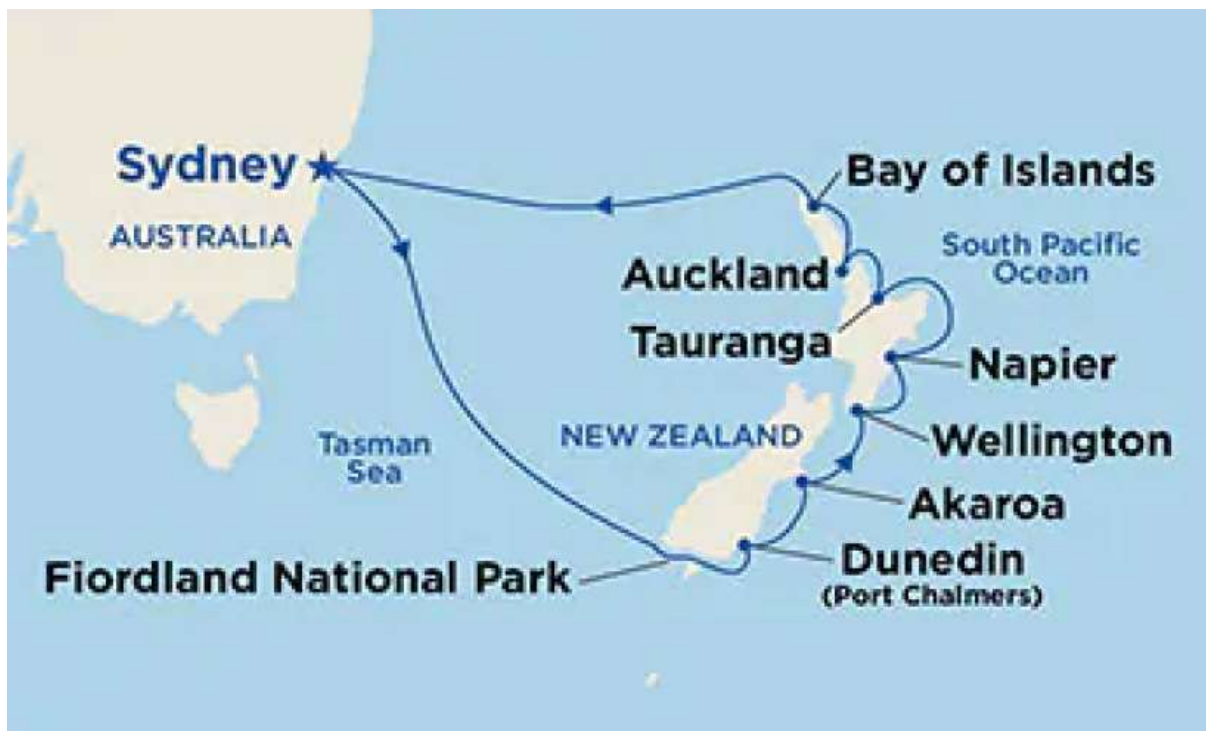 Sydney
AUSTRALIA
Bay of Islands
South Pacific
Ocean
Auckland
Tauranga
Napier
NEW ZEALAND
Wellington
Tasman
Sea
Akaroa
Dunedin
(Port Chalmers)
Fiordland National Park